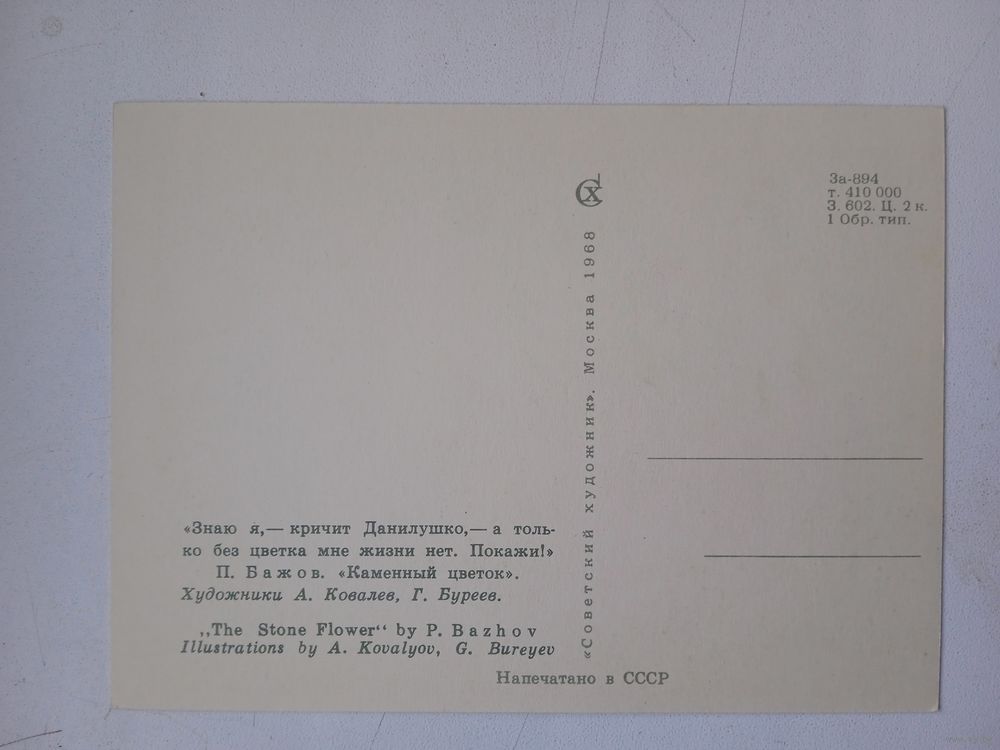 СХ
За-894
т. 410 000
З. 602. Ц. 2 к.
1 Обр. тип.
«Советский художник». Москва 1968
«Знаю я,— кричит Данилушко,— а толь-
ко без цветка мне жизни нет. Покажи!»
П. Бажов. «Каменный цветок».
Художники А. Ковалев, Г. Буреев.
„The Stone Flower“ by P. Bazhov
Illustrations by A. Kovalyov, G. Bureyev
Напечатано в СССР